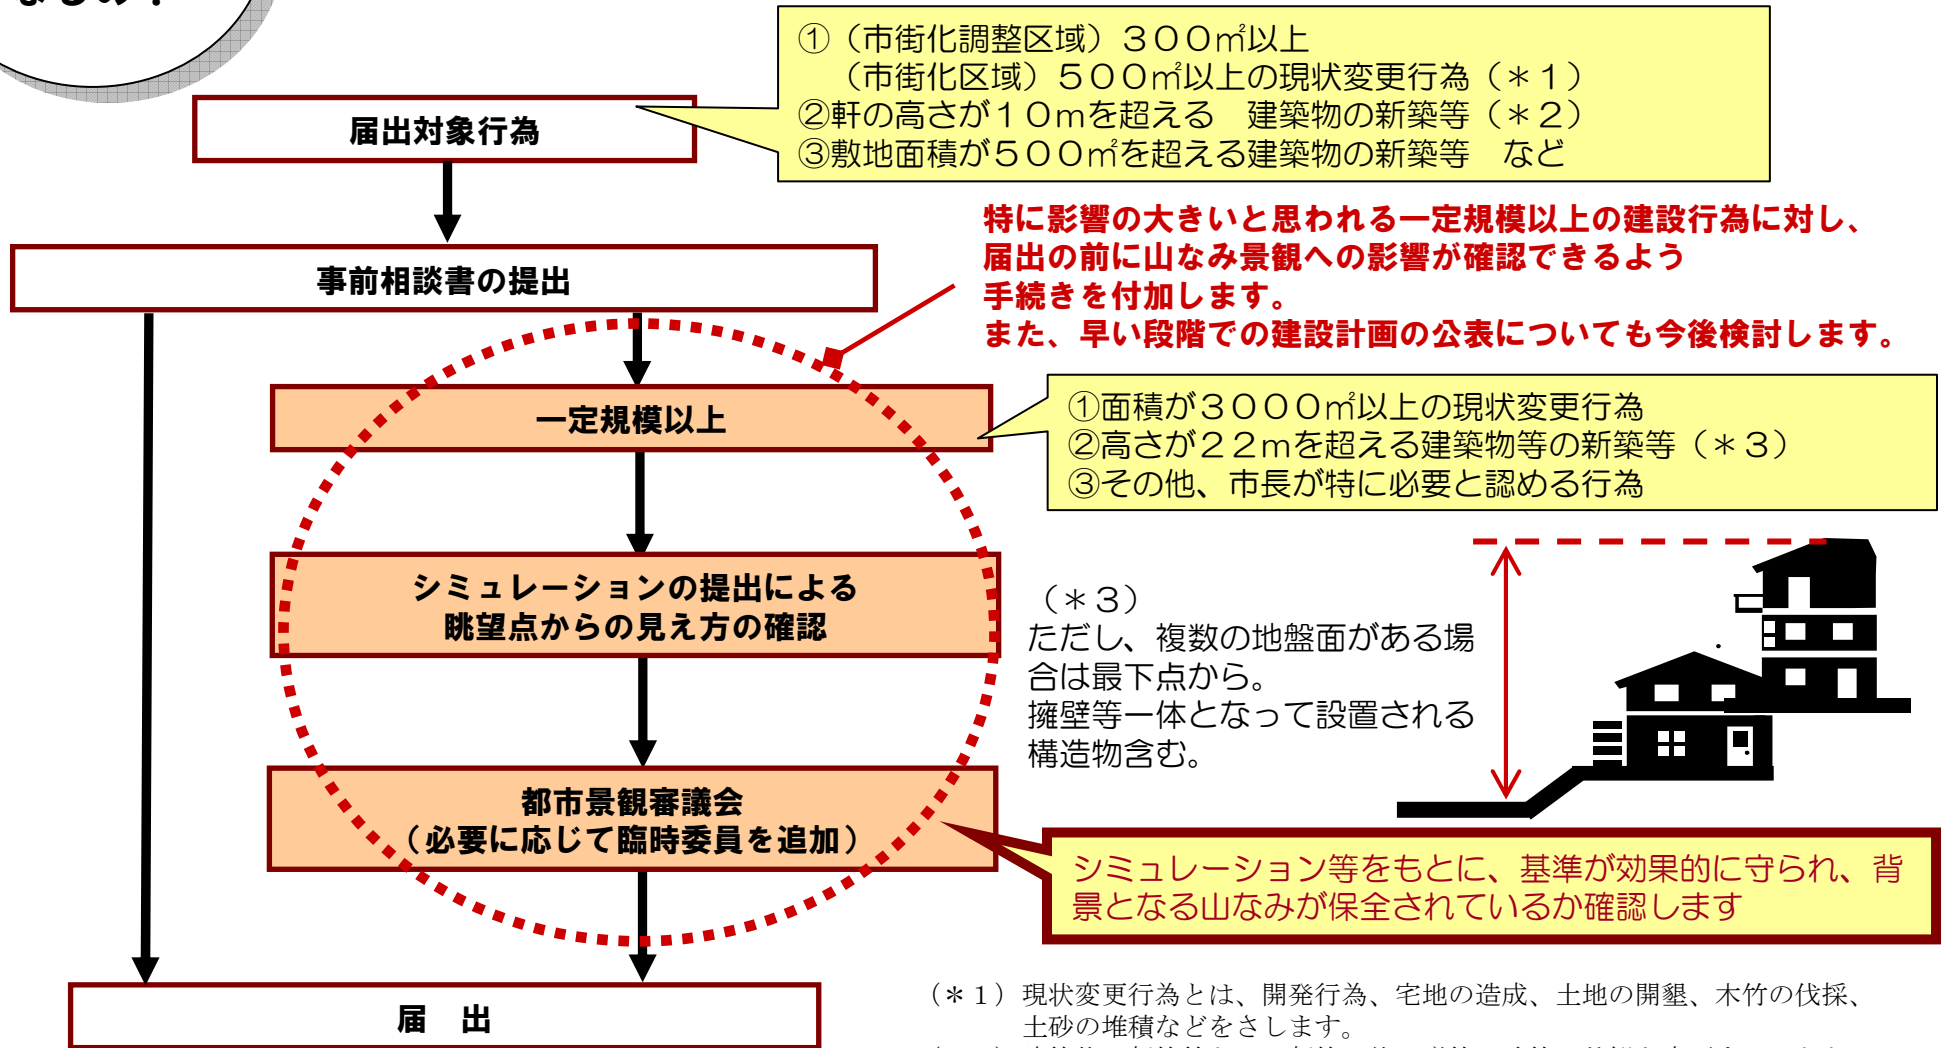 ①（市街化調整区域）３００㎡以上
（市街化区域）５００㎡以上の現状変更行為（＊１）
②軒の高さが１０ｍを超える　建築物の新築等（＊２）
③敷地面積が５００㎡を超える建築物の新築等　など
届出対象行為
特に影響の大きいと思われる一定規模以上の建設行為に対し、
届出の前に山なみ景観への影響が確認できるよう
手続きを付加します。
また、早い段階での建設計画の公表についても今後検討します。
事前相談書の提出
一定規模以上
①面積が３０００㎡以上の現状変更行為
②高さが２２ｍを超える建築物等の新築等（＊３）
③その他、市長が特に必要と認める行為
シミュレーションの提出による
眺望点からの見え方の確認
（＊３）
ただし、複数の地盤面がある場
合は最下点から。
擁壁等一体となって設置される
構造物含む。
都市景観審議会
（必要に応じて臨時委員を追加）
シミュレーション等をもとに、基準が効果的に守られ、背
景となる山なみが保全されているか確認します
届　出
（＊１）現状変更行為とは、開発行為、宅地の造成、土地の開墾、木竹の伐採、
土砂の堆積などをさします。